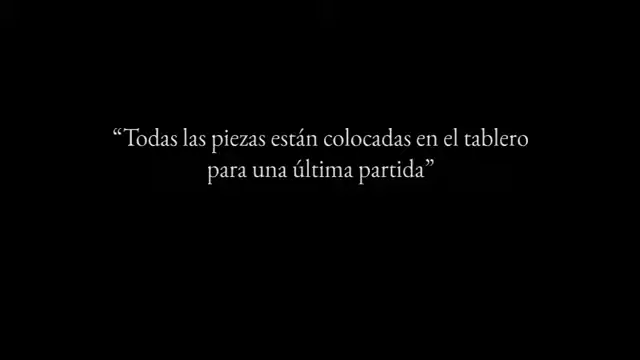 “Todas las piezas están colocadas en el tablero
para una última partida”